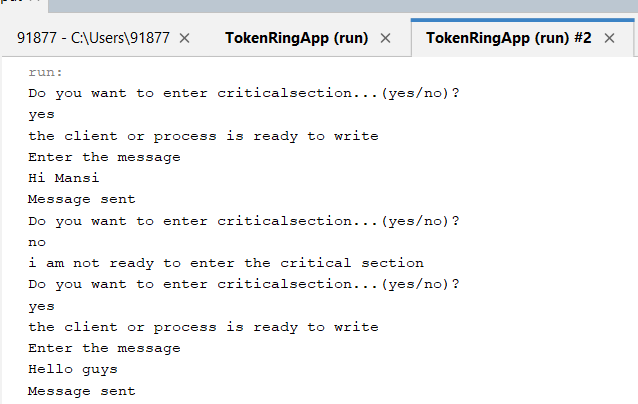 91877 - C:\Users\91877 × TokenRingApp (run) × TokenRingApp (run) #2 ×
run:
Do you want to enter criticalsection...(yes/no)?
yes
the client or process is ready to write
Enter the message
Hi Mansi
Message sent
Do you want to enter criticalsection...(yes/no)?
no
i am not ready to enter the critical section
Do you want to enter criticalsection...(yes/no)?
yes
the client or process is ready to write
Enter the message
Hello guys
Message sent